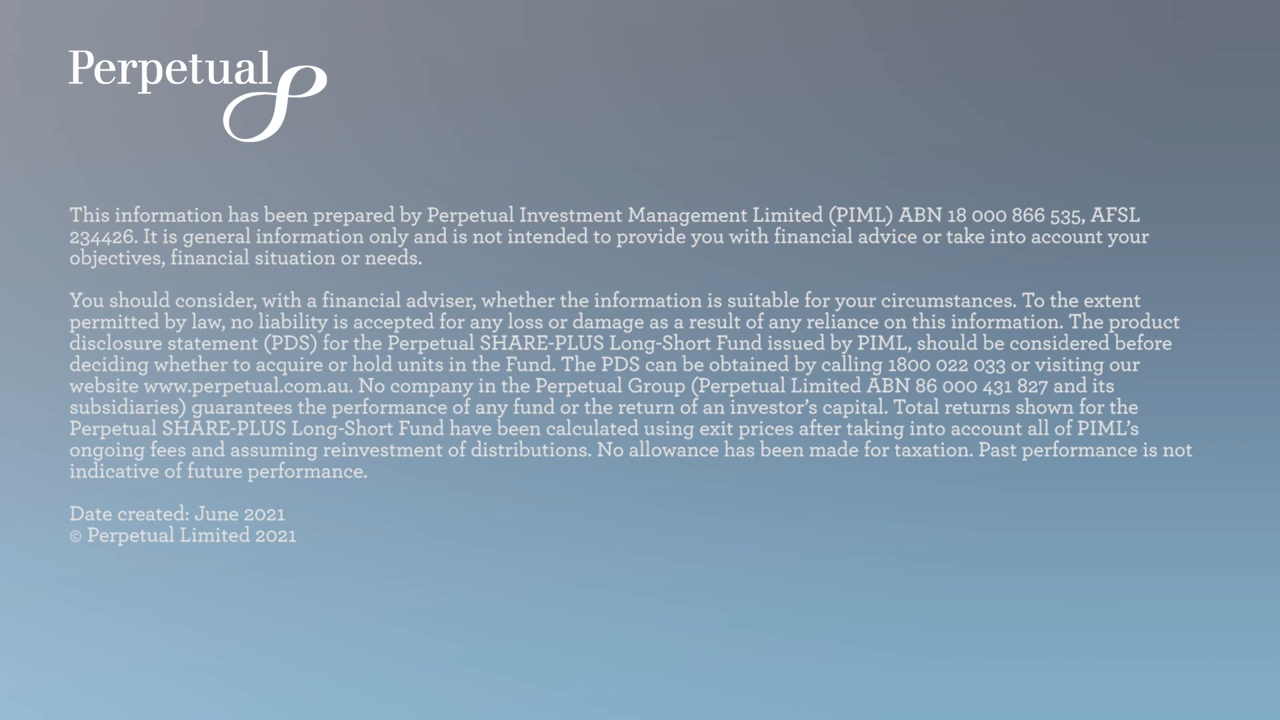 Perpetual
This information has been prepared by Perpetual Investment Management Limited (PIML) ABN 18 000 866 535, AFSL
234426. It is general information only and is not intended to provide you with financial advice or take into account your
objectives, financial situation or needs.
You should consider, with a financial adviser, whether the information is suitable for your circumstances. To the extent
permitted by law, no liability is accepted for any loss or damage as a result of any reliance on this information. The product
disclosure statement (PDS) for the Perpetual SHARE-PLUS Long-Short Fund issued by PIML, should be considered before
deciding whether to acquire or hold units in the Fund. The PDS can be obtained by calling 1800 022 033 or visiting our
website www.perpetual.com.au. No company in the Perpetual Group (Perpetual Limited ABN 86 000 431 827 and its
subsidiaries) guarantees the performance of any fund or the return of an investor’s capital. Total returns shown for the
Perpetual SHARE-PLUS Long-Short Fund have been calculated using exit prices after taking into account all of PIML’s
ongoing fees and assuming reinvestment of distributions. No allowance has been made for taxation. Past performance is not
indicative of future performance.
Date created: June 2021
© Perpetual Limited 2021